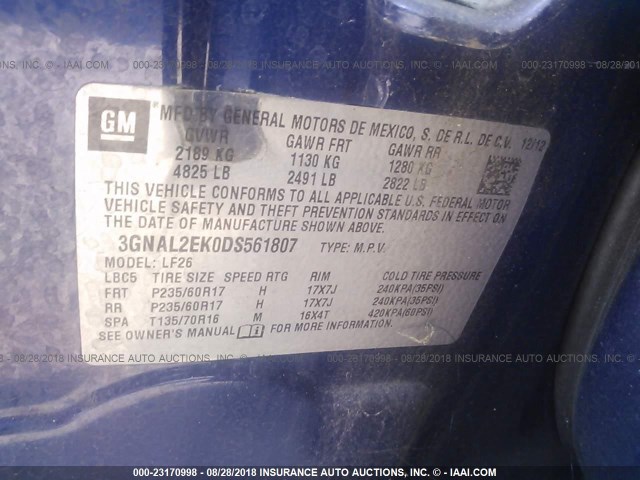 000-23170998 - 08/28/2018 INSURANCE AUTO AUCTIONS - © - IAAI.COM
GM
MFD BY GENERAL MOTORS DE MEXICO, S. DE R.L. DE C.V. 12/12
GVWR GAWR FRT GAWR RR
2189 KG 1130 KG 1280 KG
4825 LB 2491 LB 2822 LB
THIS VEHICLE CONFORMS TO ALL APPLICABLE U.S. FEDERAL MOTOR
VEHICLE SAFETY AND THEFT PREVENTION STANDARDS IN EFFECT ON
THE DATE OF MANUFACTURE SHOWN ABOVE.
3GNAL2EK0DS561807 TYPE: M.P.V.
MODEL: LF26
LBC5 TIRE SIZE SPEED RTG RIM COLD TIRE PRESSURE
FRT P235/60R17 H 17X7J 240KPA(35PSI)
RR P235/60R17 H 17X7J 240KPA(35PSI)
SPA T135/70R16 M 16X4T 420KPA(60PSI)
SEE OWNER'S MANUAL FOR MORE INFORMATION.
000-23170998 - 08/28/2018 INSURANCE AUTO AUCTIONS - © - IAAI.COM